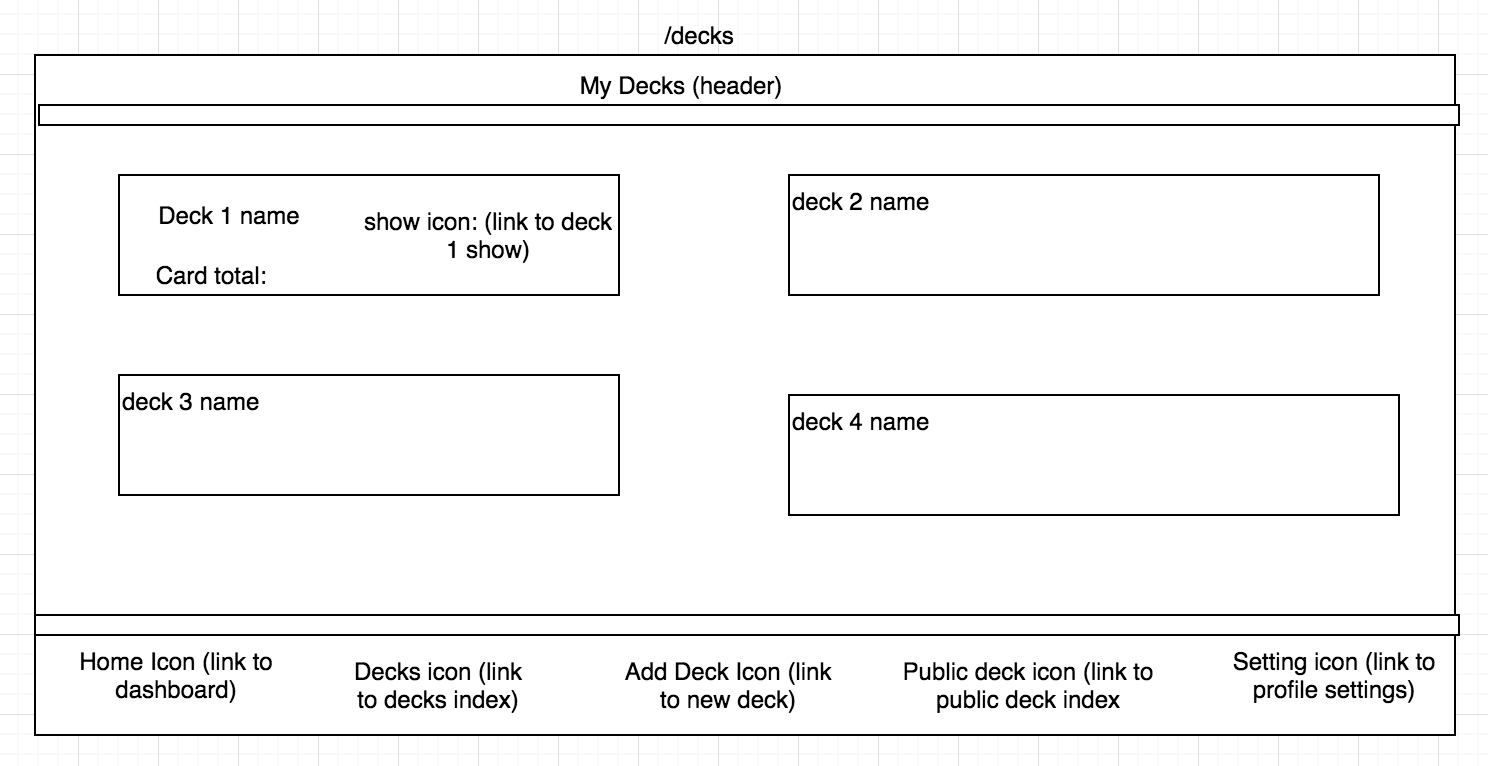 /decks
My Decks (header)
Deck 1 name
show icon: (link to deck
1 show)
Card total:
deck 2 name
deck 3 name
deck 4 name
Home Icon (link to
dashboard)
Decks icon (link
to decks index)
Add Deck Icon (link
to new deck)
Public deck icon (link to
public deck index
Setting icon (link to
profile settings)